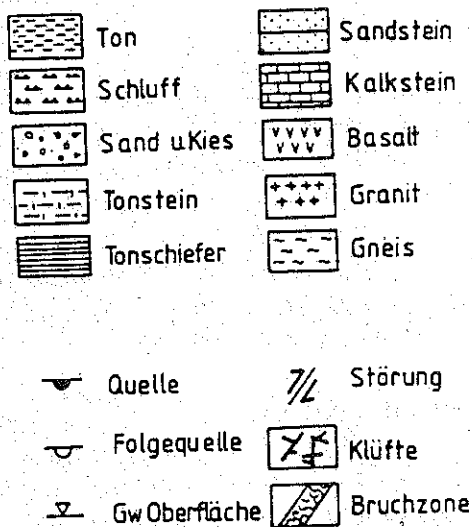 Ton
Schluff
Sand u Kies
Tonstein
Tonschiefer
Sandstein
Kalkstein
Basalt
Granit
Gneis
Quelle
Folgequelle
Gw Oberfläche
Störung
Klüfte
Bruchzone